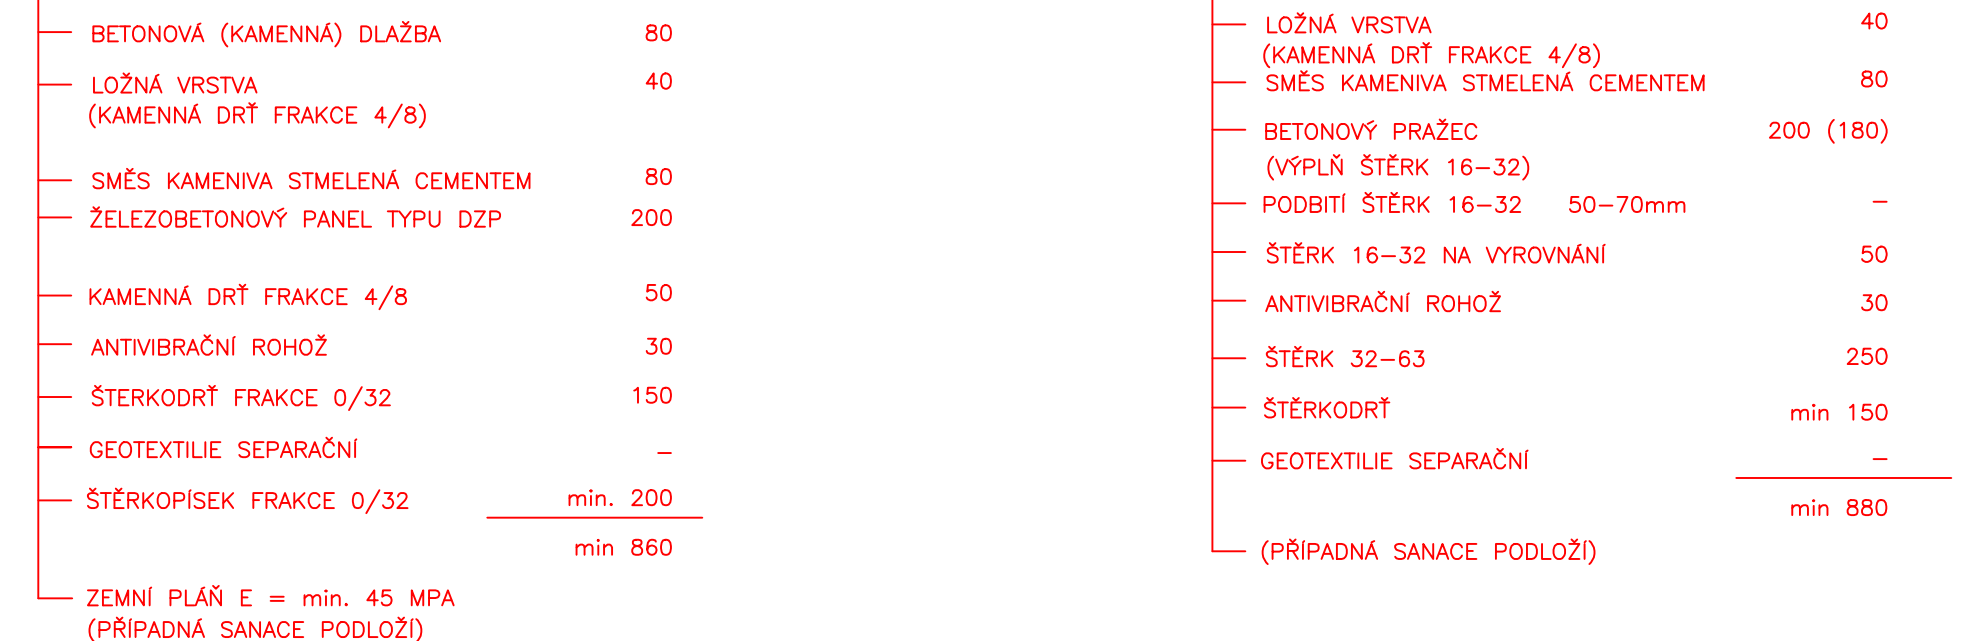 BETONOVÁ (KAMENNÁ) DLAŽBA 80
LOŽNÁ VRSTVA 40
(KAMENNÁ DRŤ FRAKCE 4/8)
SMĚS KAMENIVA STMELENÁ CEMENTEM 80
ŽELEZOBETONOVÝ PANEL TYPU DZP 200
KAMENNÁ DRŤ FRAKCE 4/8 50
ANTIVIBRAČNÍ ROHOŽ 30
ŠTERKODRŤ FRAKCE 0/32 150
GEOTEXTILIE SEPARAČNÍ –
ŠTĚRKOPÍSEK FRAKCE 0/32 min. 200
min 860
ZEMNÍ PLÁŇ E = min. 45 MPA
(PŘÍPADNÁ SANACE PODLOŽÍ)
LOŽNÁ VRSTVA 40
(KAMENNÁ DRŤ FRAKCE 4/8)
SMĚS KAMENIVA STMELENÁ CEMENTEM 80
BETONOVÝ PRAŽEC 200 (180)
(VÝPLŇ ŠTĚRK 16–32)
PODBITÍ ŠTĚRK 16–32 50–70mm –
ŠTĚRK 16–32 NA VYROVNÁNÍ 50
ANTIVIBRAČNÍ ROHOŽ 30
ŠTĚRK 32–63 250
ŠTĚRKODRŤ min 150
GEOTEXTILIE SEPARAČNÍ –
min 880
(PŘÍPADNÁ SANACE PODLOŽÍ)